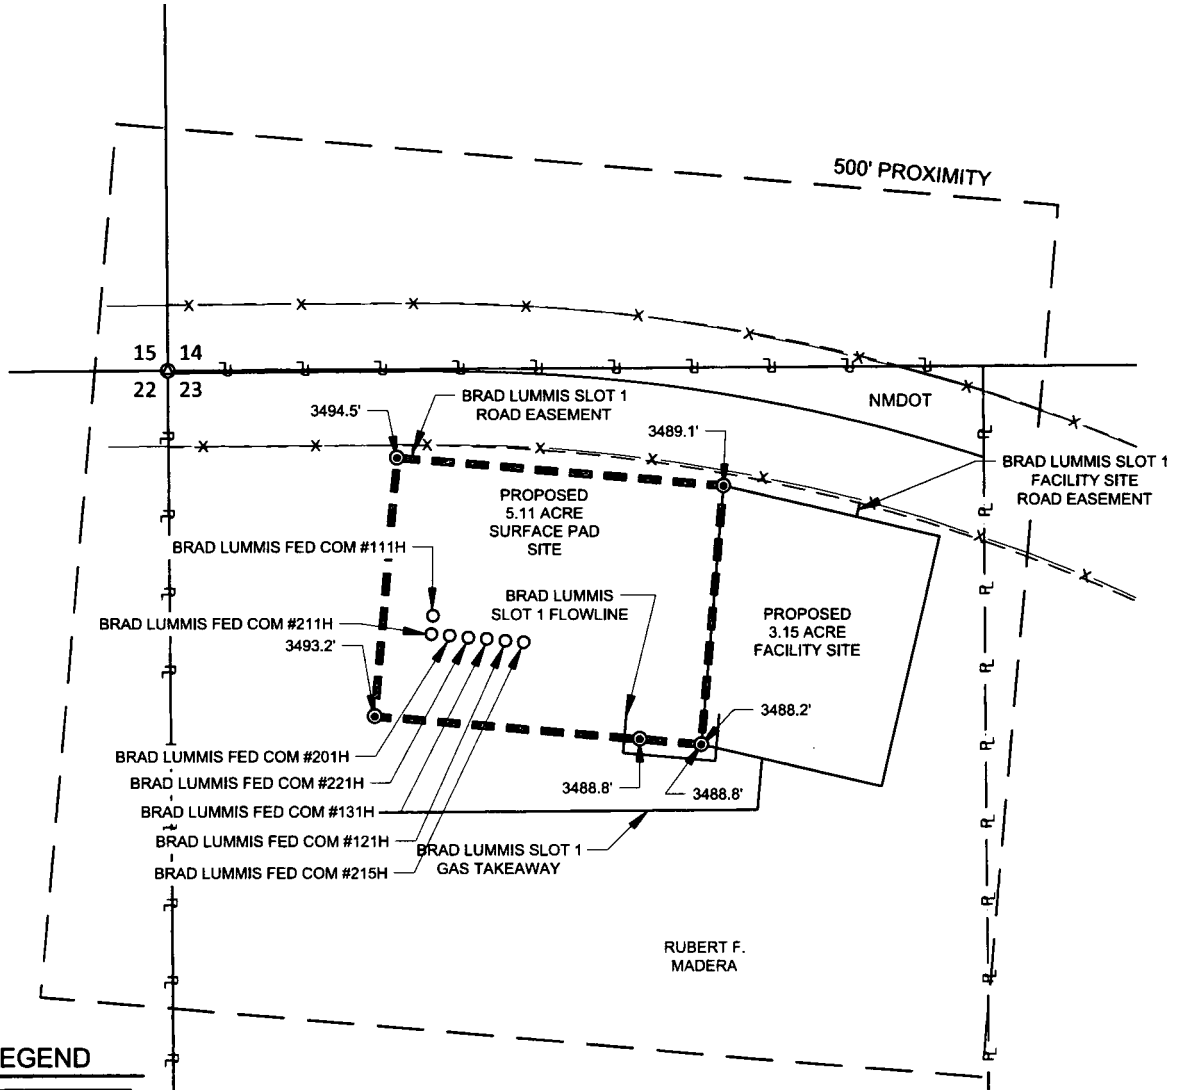 500' PROXIMITY
15 14
22 23
BRAD LUMMIS SLOT 1
ROAD EASEMENT
NMDOT
3494.5'
3489.1'
BRAD LUMMIS SLOT 1
FACILITY SITE
ROAD EASEMENT
PROPOSED
5.11 ACRE
SURFACE PAD
SITE
BRAD LUMMIS FED COM #111H
BRAD LUMMIS
SLOT 1 FLOWLINE
PROPOSED
3.15 ACRE
FACILITY SITE
BRAD LUMMIS FED COM #211H
3493.2'
3488.2'
BRAD LUMMIS FED COM #201H
BRAD LUMMIS FED COM #221H
3488.8'
3488.8'
BRAD LUMMIS FED COM #131H
BRAD LUMMIS FED COM #121H
BRAD LUMMIS SLOT 1
GAS TAKEAWAY
BRAD LUMMIS FED COM #215H
RUBERT F.
MADERA
EGEND